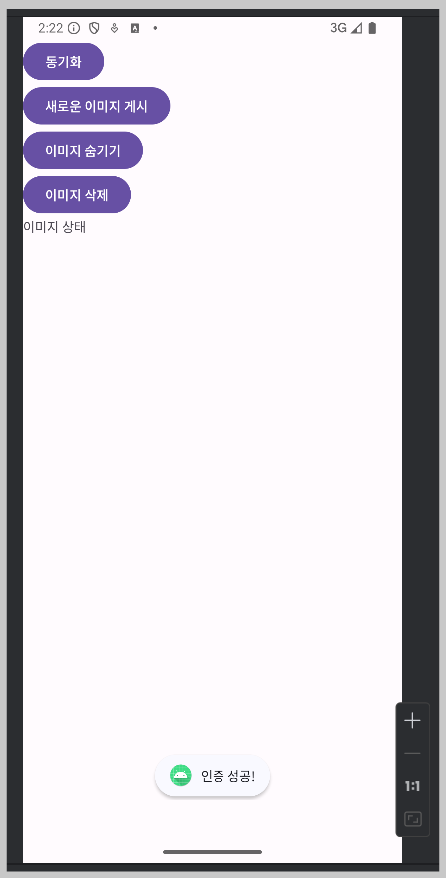 2:22 3G
동기화
새로운 이미지 게시
이미지 숨기기
이미지 삭제
이미지 상태
인증 성공!
1:1